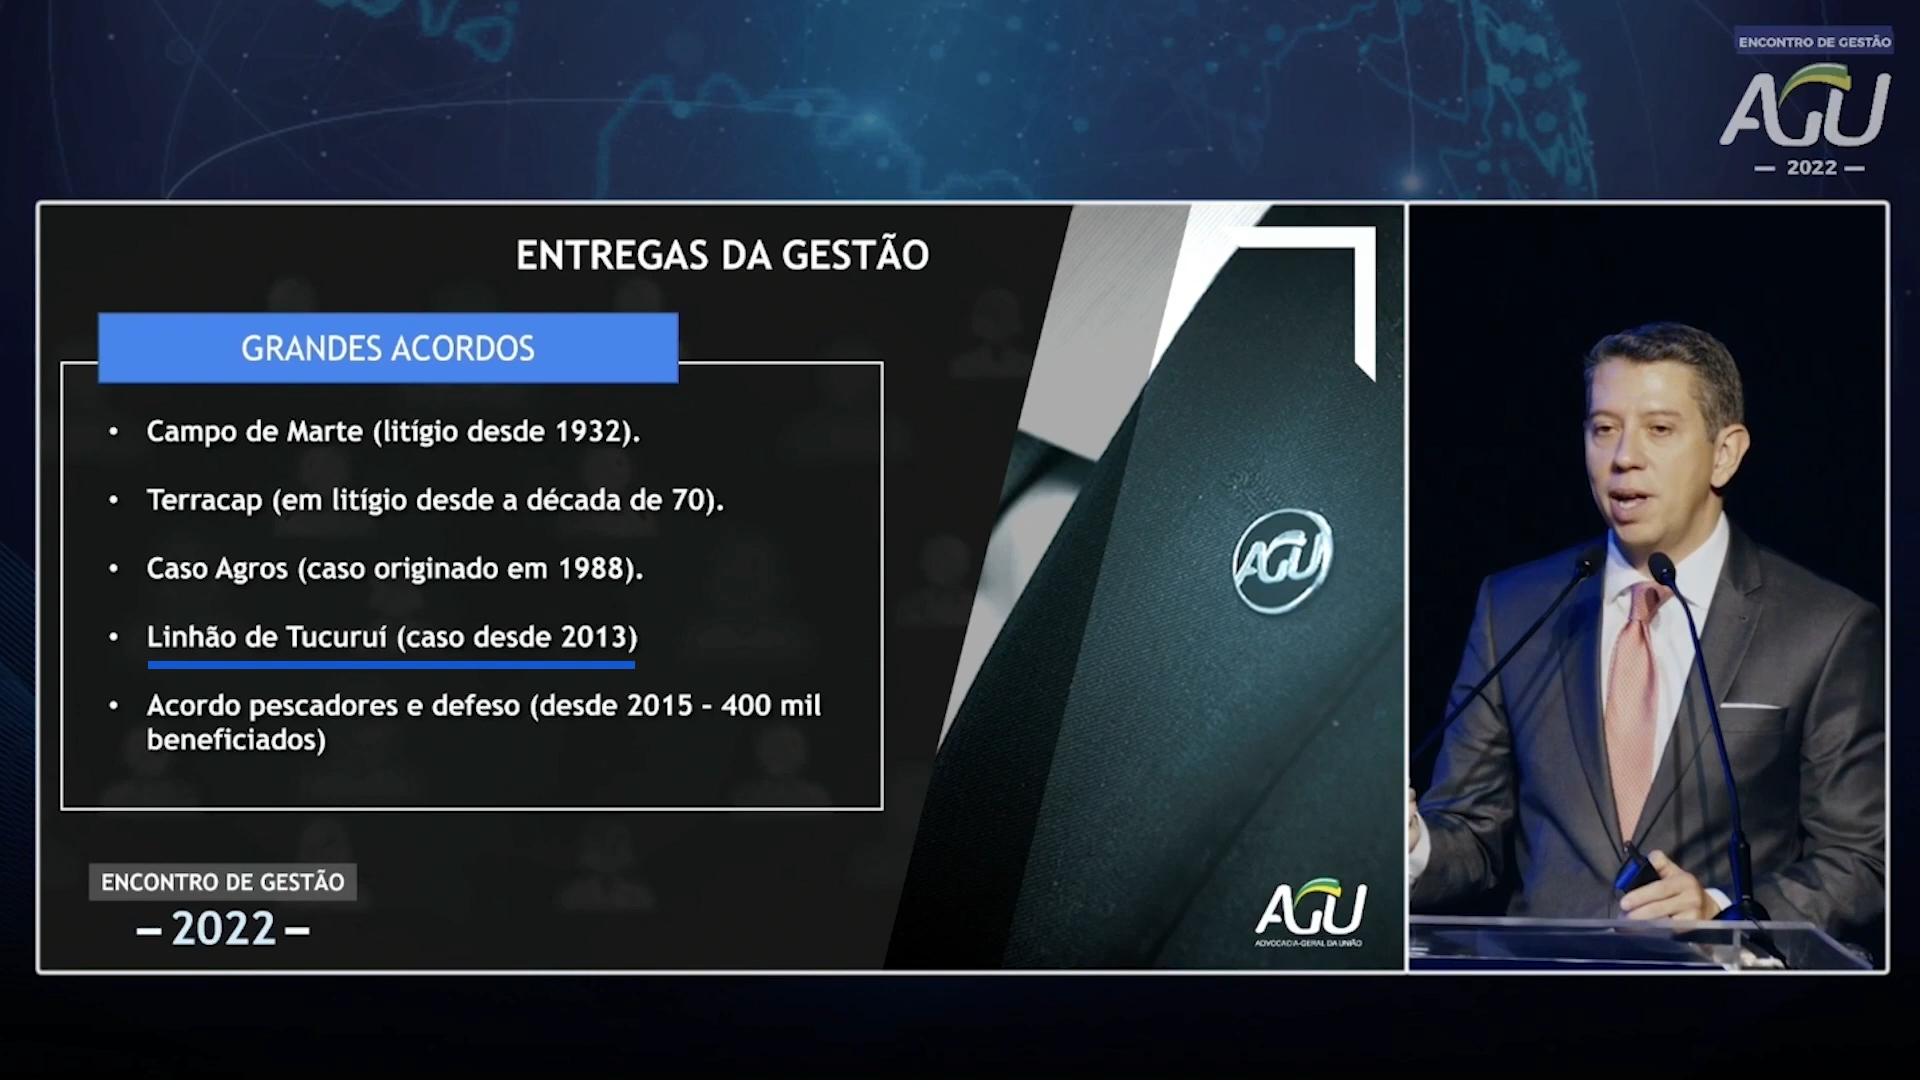 ENCONTRO DE GESTÃO
AGU
— 2022 —
ENTREGAS DA GESTÃO
GRANDES ACORDOS
• Campo de Marte (litígio desde 1932).
• Terracap (em litígio desde a década de 70).
• Caso Agros (caso originado em 1988).
• Linhão de Tucuruí (caso desde 2013)
• Acordo pescadores e defeso (desde 2015 – 400 mil
beneficiados)
AGU
ENCONTRO DE GESTÃO
— 2022 —
AGU
ADVOCACIA-GERAL DA UNIÃO